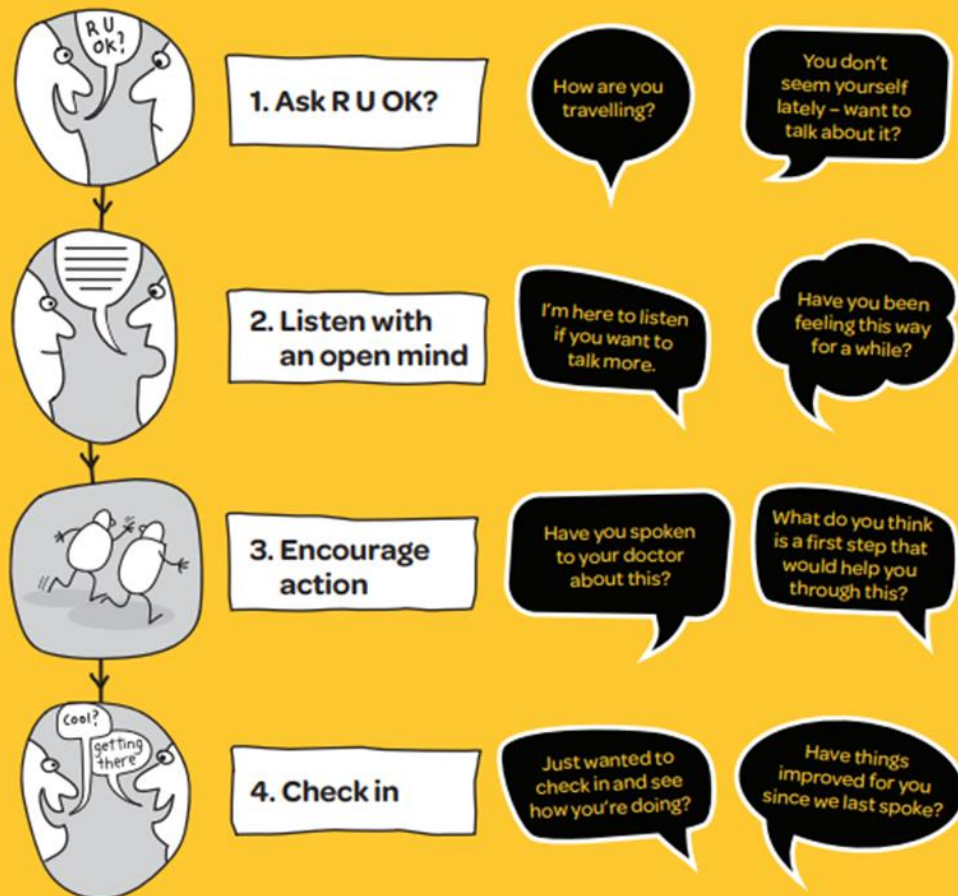 R U
OK?
1. Ask R U OK?
How are you
travelling?
You don't
seem yourself
lately – want to
talk about it?
2. Listen with
an open mind
I'm here to listen
if you want to
talk more.
Have you been
feeling this way
for a while?
3. Encourage
action
Have you spoken
to your doctor
about this?
What do you think
is a first step that
would help you
through this?
cool?
getting
there
4. Check in
Just wanted to
check in and see
how you're doing?
Have things
improved for you
since we last spoke?